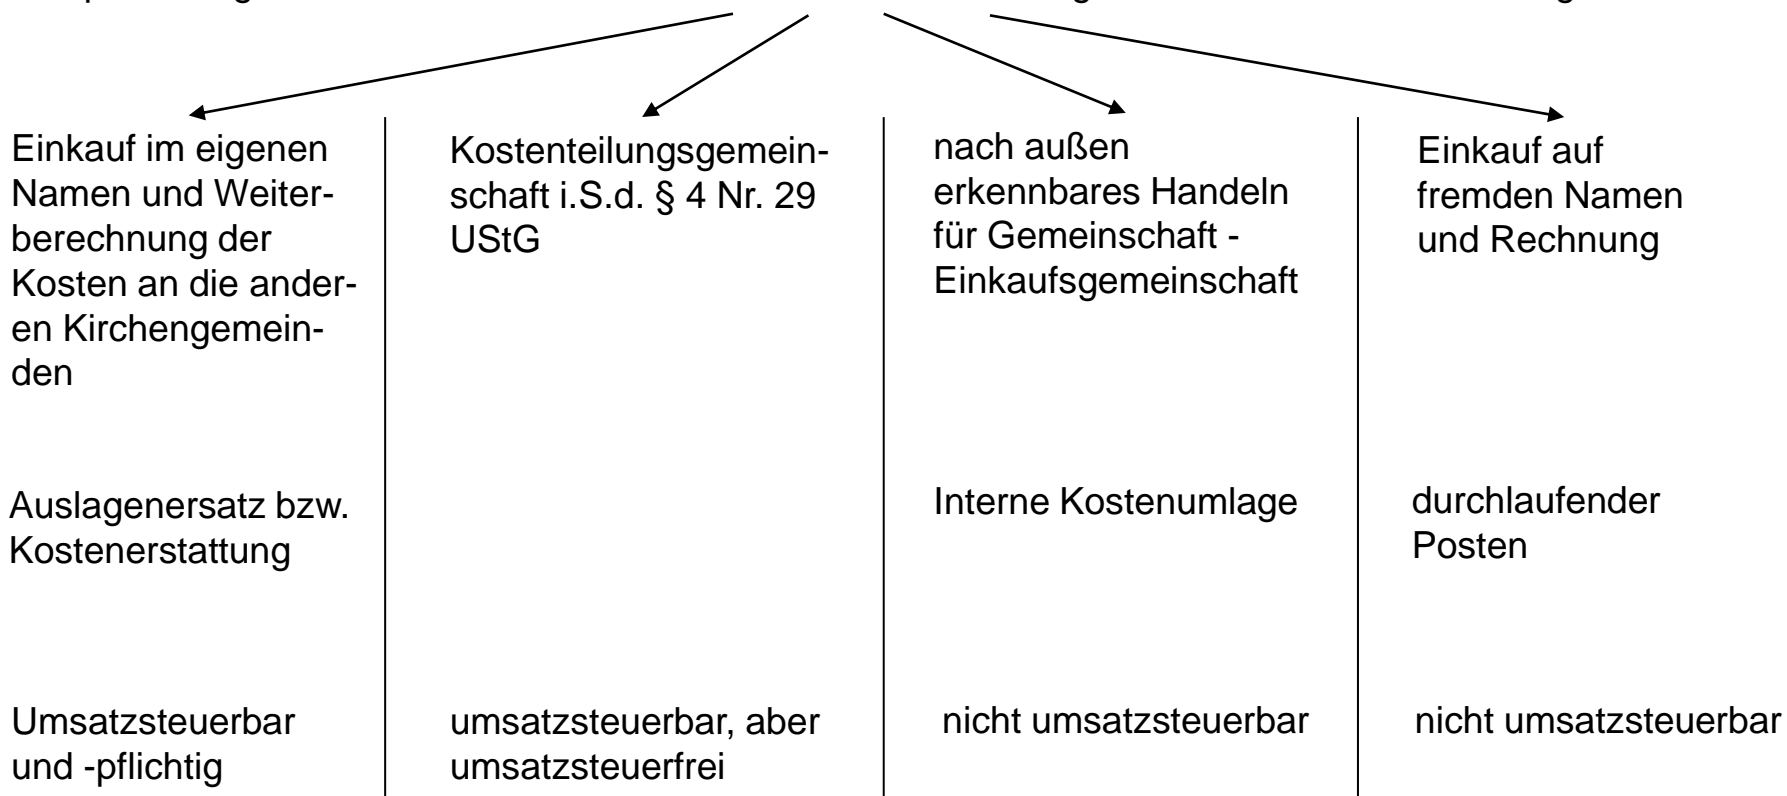 Einkauf im eigenen
Namen und Weiter-
berechnung der
Kosten an die ander-
en Kirchengemein-
den
Kostenteilungsgemein-
schaft i.S.d. § 4 Nr. 29
UStG
nach außen
erkennbares Handeln
für Gemeinschaft -
Einkaufsgemeinschaft
Einkauf auf
fremden Namen
und Rechnung
Auslagenersatz bzw.
Kostenerstattung
Interne Kostenumlage
durchlaufender
Posten
Umsatzsteuerbar
und -pflichtig
umsatzsteuerbar, aber
umsatzsteuerfrei
nicht umsatzsteuerbar
nicht umsatzsteuerbar